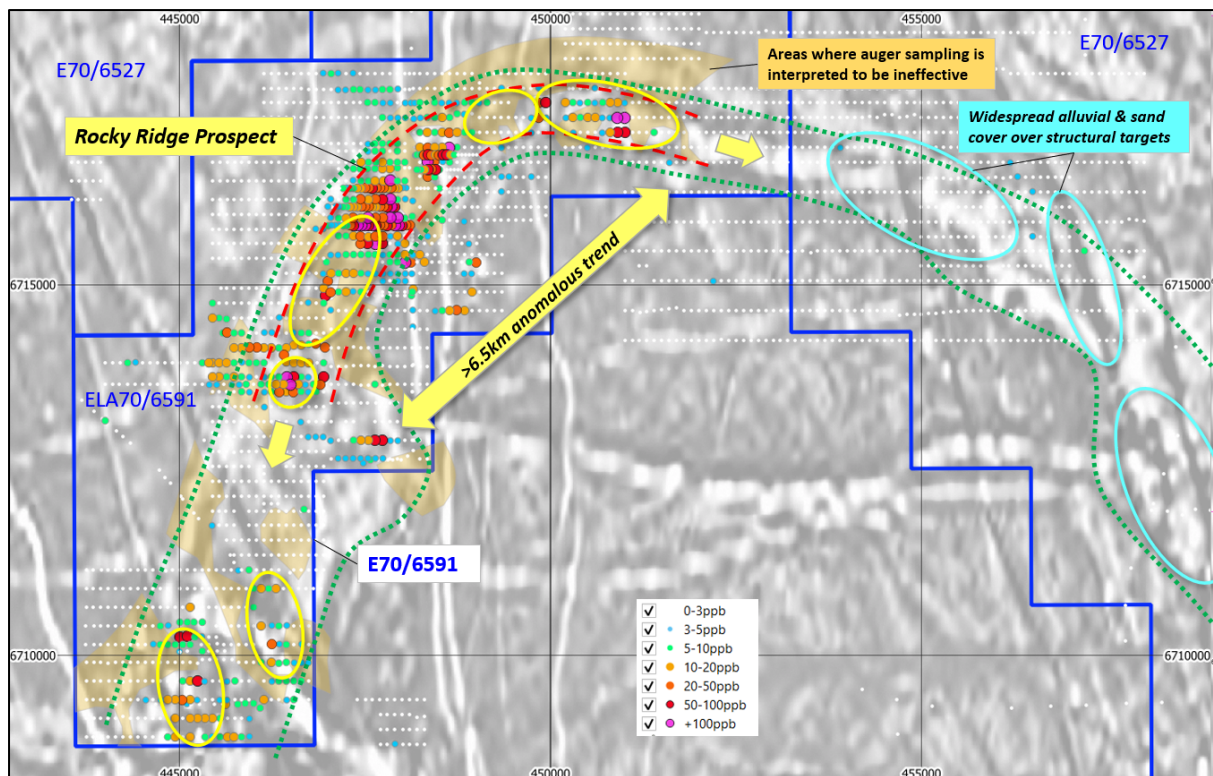 445000
450000
455000
E70/6527
E70/6527
Areas where auger sampling is
interpreted to be ineffective
Rocky Ridge Prospect
Widespread alluvial & sand
cover over structural targets
>6.5km anomalous trend
6715000
6715000
ELA70/6591
E70/6591
0-3ppb
3-5ppb
5-10ppb
10-20ppb
20-50ppb
50-100ppb
+100ppb
6710000
6710000
445000
450000
455000